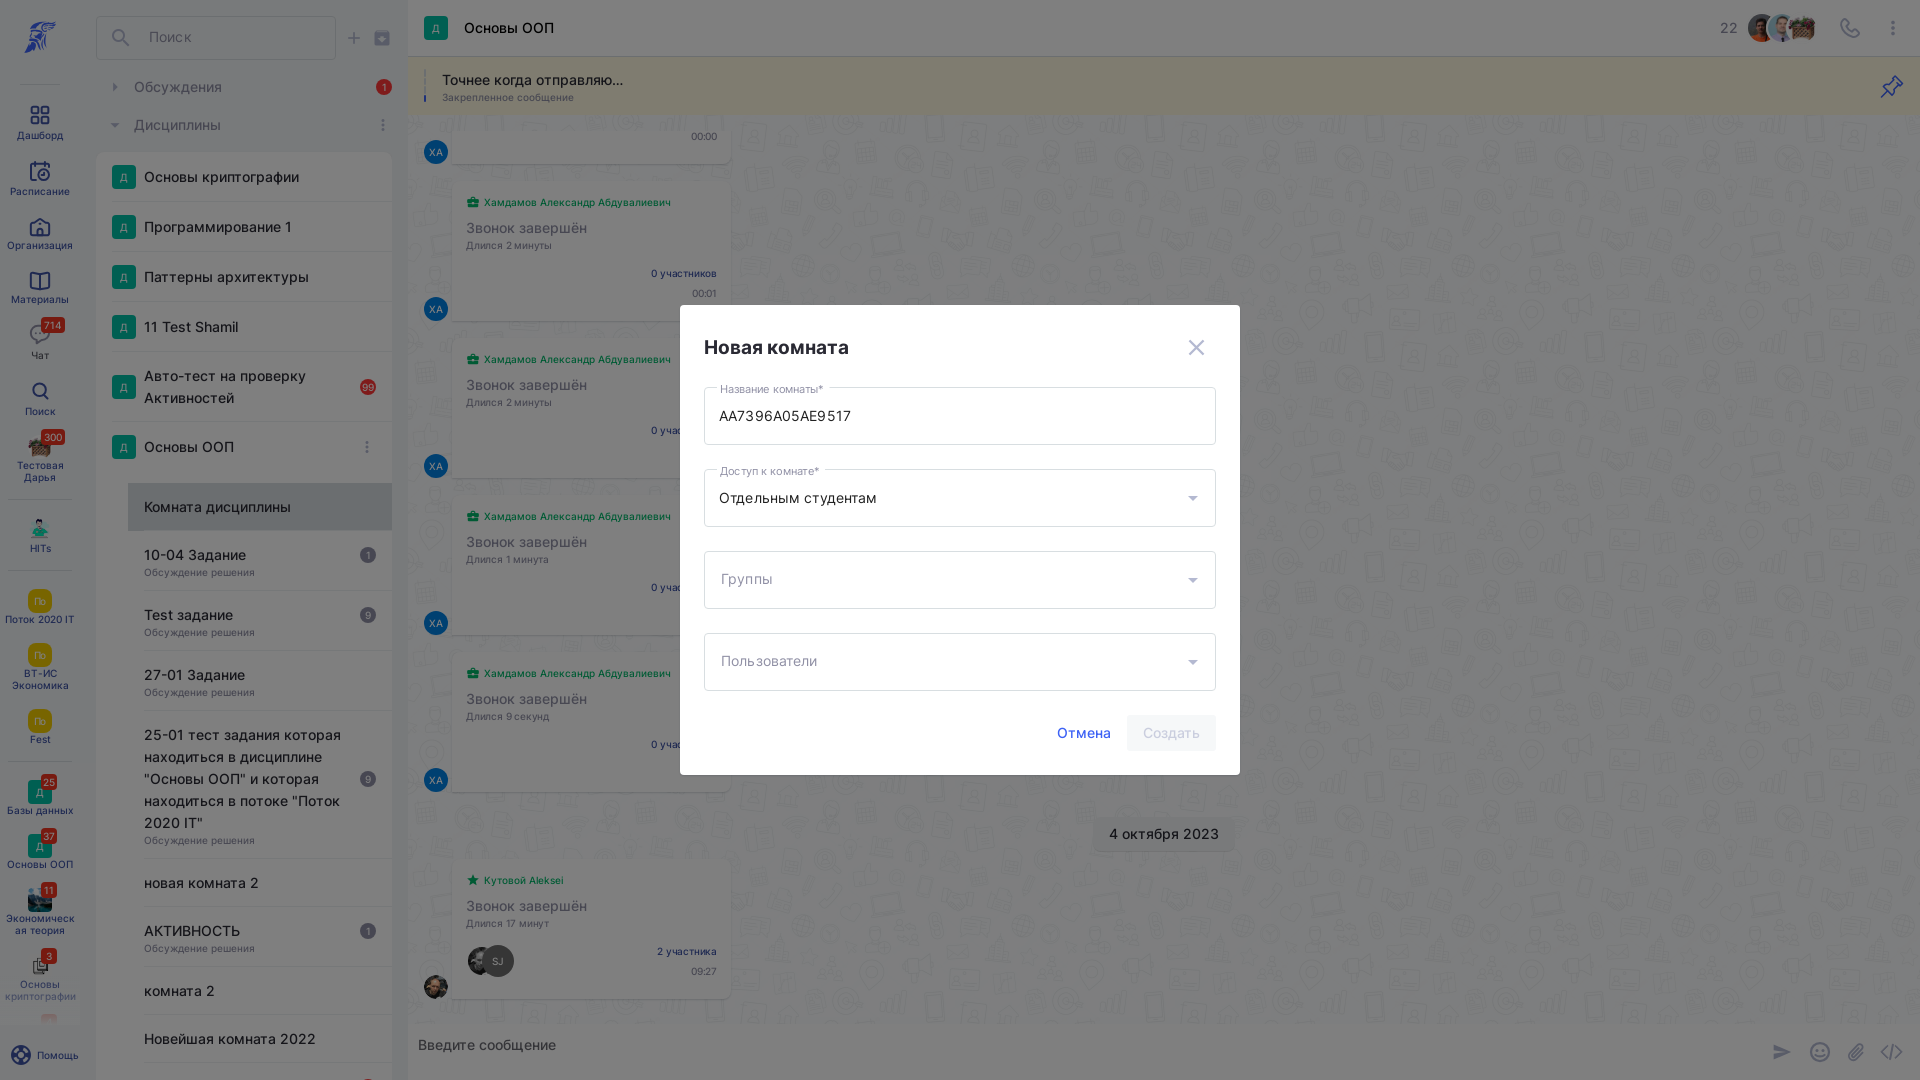 Поиск
Обсуждения
1
Дисциплины
Дашборд
Расписание
Организация
Материалы
714
Чат
Поиск
300
Тестовая
Дарья
HITs
По
Поток 2020 IT
По
ВТ-ИС
Экономика
По
Fest
25
Д
Базы данных
37
Д
Основы ООП
11
Экономическ
ая теория
3
Основы
криптографии
Помощь
Д
Основы криптографии
Д
Программирование 1
Д
Паттерны архитектуры
Д
11 Test Shamil
Д
Авто-тест на проверку
Активностей
99
Д
Основы ООП
Комната дисциплины
10-04 Задание
Обсуждение решения
1
Test задание
Обсуждение решения
9
27-01 Задание
Обсуждение решения
25-01 тест задания которая
находиться в дисциплине
"Основы ООП" и которая
находиться в потоке "Поток
2020 IT"
Обсуждение решения
9
новая комната 2
АКТИВНОСТЬ
Обсуждение решения
1
комната 2
Новейшая комната 2022
Д
Основы ООП
22
Точнее когда отправляю...
Закрепленное сообщение
00:00
ХА
Хамдамов Александр Абдувалиевич
Звонок завершён
Длился 2 минуты
0 участников
00:01
ХА
Хамдамов Александр Абдувалиевич
Звонок завершён
Длился 2 минуты
0 учас
ХА
Хамдамов Александр Абдувалиевич
Звонок завершён
Длился 1 минута
0 учас
ХА
Хамдамов Александр Абдувалиевич
Звонок завершён
Длился 9 секунд
0 учас
ХА
4 октября 2023
Кутовой Aleksei
Звонок завершён
Длился 17 минут
SJ
2 участника
09:27
Введите сообщение
Новая комната
Название комнаты*
AA7396A05AE9517
Доступ к комнате*
Отдельным студентам
Группы
Пользователи
Отмена
Создать